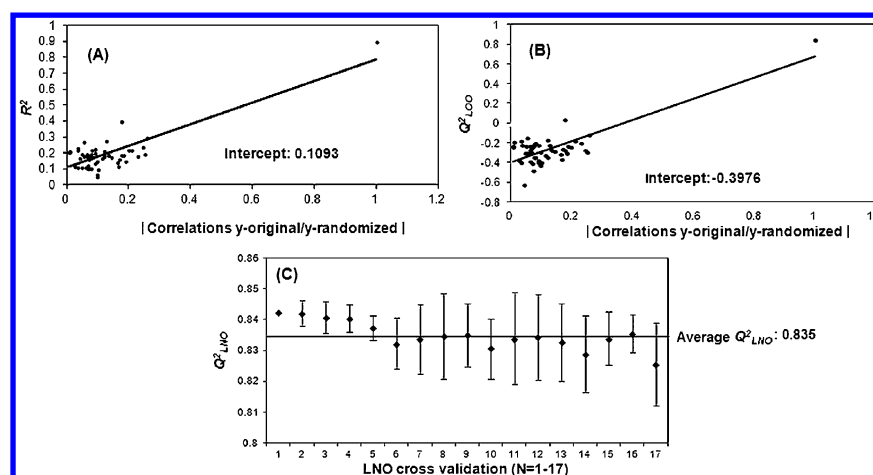 (A)
R²
1
0.9
0.8
0.7
0.6
0.5
0.4
0.3
0.2
0.1
0
Intercept: 0.1093
0 0.2 0.4 0.6 0.8 1 1.2
| Correlations y-original/y-randomized |
(B)
Q²LOO
1
0.8
0.6
0.4
0.2
0
-0.2
-0.4
-0.6
-0.8
Intercept:-0.3976
0 0.2 0.4 0.6 0.8 1
| Correlations y-original/y-randomized |
(C)
Q²LNO
0.86
0.85
0.84
0.83
0.82
0.81
0.8
Average Q²LNO: 0.835
1 2 3 4 5 6 7 8 9 10 11 12 13 14 15 16 17
LNO cross validation (N=1-17)